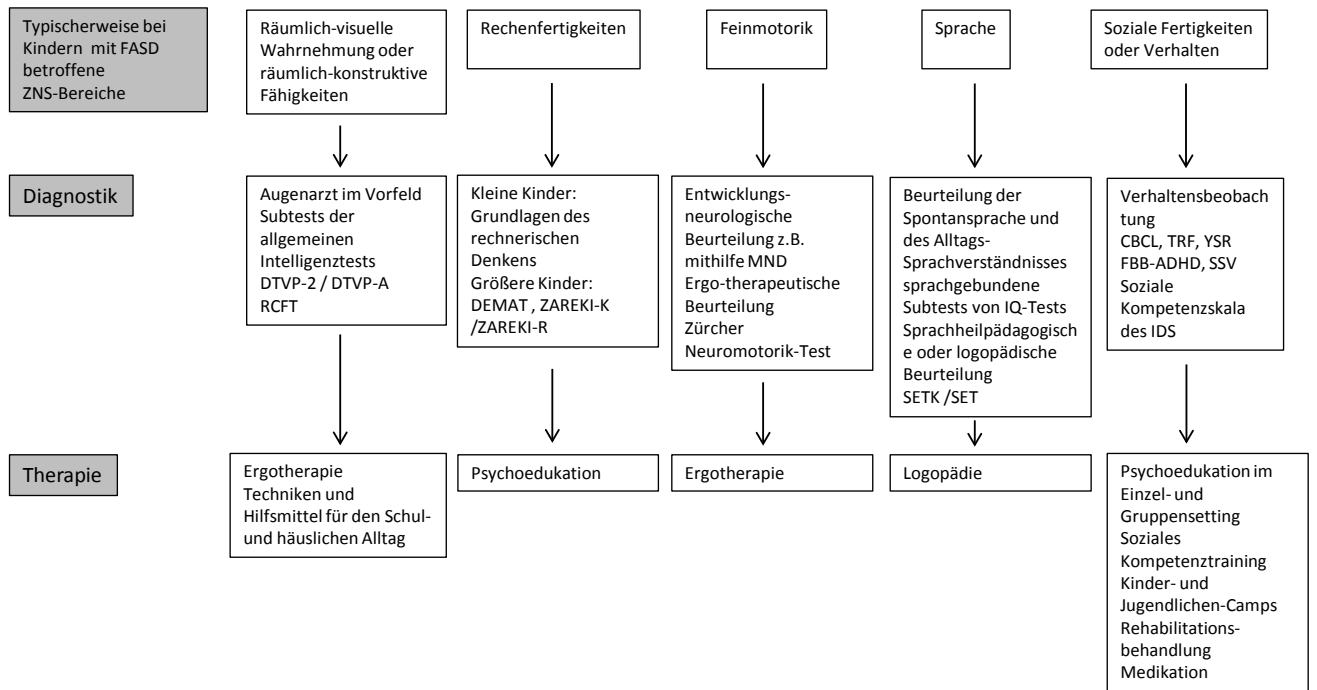 Typischerweise bei
Kindern mit FASD
betroffene
ZNS-Bereiche
Räumlich-visuelle
Wahrnehmung oder
räumlich-konstruktive
Fähigkeiten
Rechenfertigkeiten
Feinmotorik
Sprache
Soziale Fertigkeiten
oder Verhalten
Diagnostik
Augenarzt im Vorfeld
Subtests der
allgemeinen
Intelligenztests
DTVP-2 / DTVP-A
RCFT
Kleine Kinder:
Grundlagen des
rechnerischen
Denkens
Größere Kinder:
DEMAT , ZAREKI-K
/ZAREKI-R
Entwicklungs-
neurologische
Beurteilung z.B.
mithilfe MND
Ergo-therapeutische
Beurteilung
Zürcher
Neuromotorik-Test
Beurteilung der
Spontansprache und
des Alltags-
Sprachverständnisses
sprachgebundene
Subtests von IQ-Tests
Sprachheilpädagogisch
e oder logopädische
Beurteilung
SETK /SET
Verhaltensbeobach
tung
CBCL, TRF, YSR
FBB-ADHD, SSV
Soziale
Kompetenzskala
des IDS
Therapie
Ergotherapie
Techniken und
Hilfsmittel für den Schul-
und häuslichen Alltag
Psychoedukation
Ergotherapie
Logopädie
Psychoedukation im
Einzel- und
Gruppensetting
Soziales
Kompetenztraining
Kinder- und
Jugendlichen-Camps
Rehabilitations-
behandlung
Medikation